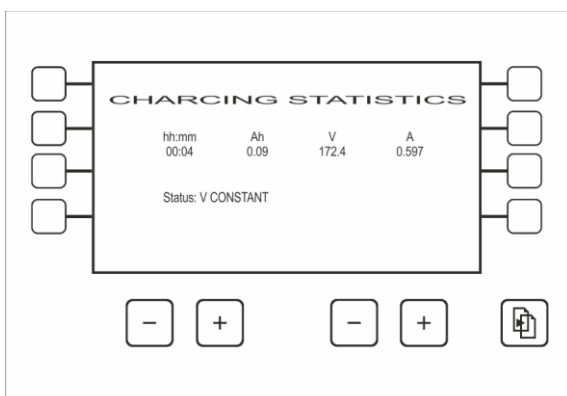 CHARCING STATISTICS
hh:mm Ah V A
00:04 0.09 172.4 0.597
Status: V CONSTANT
− + − +